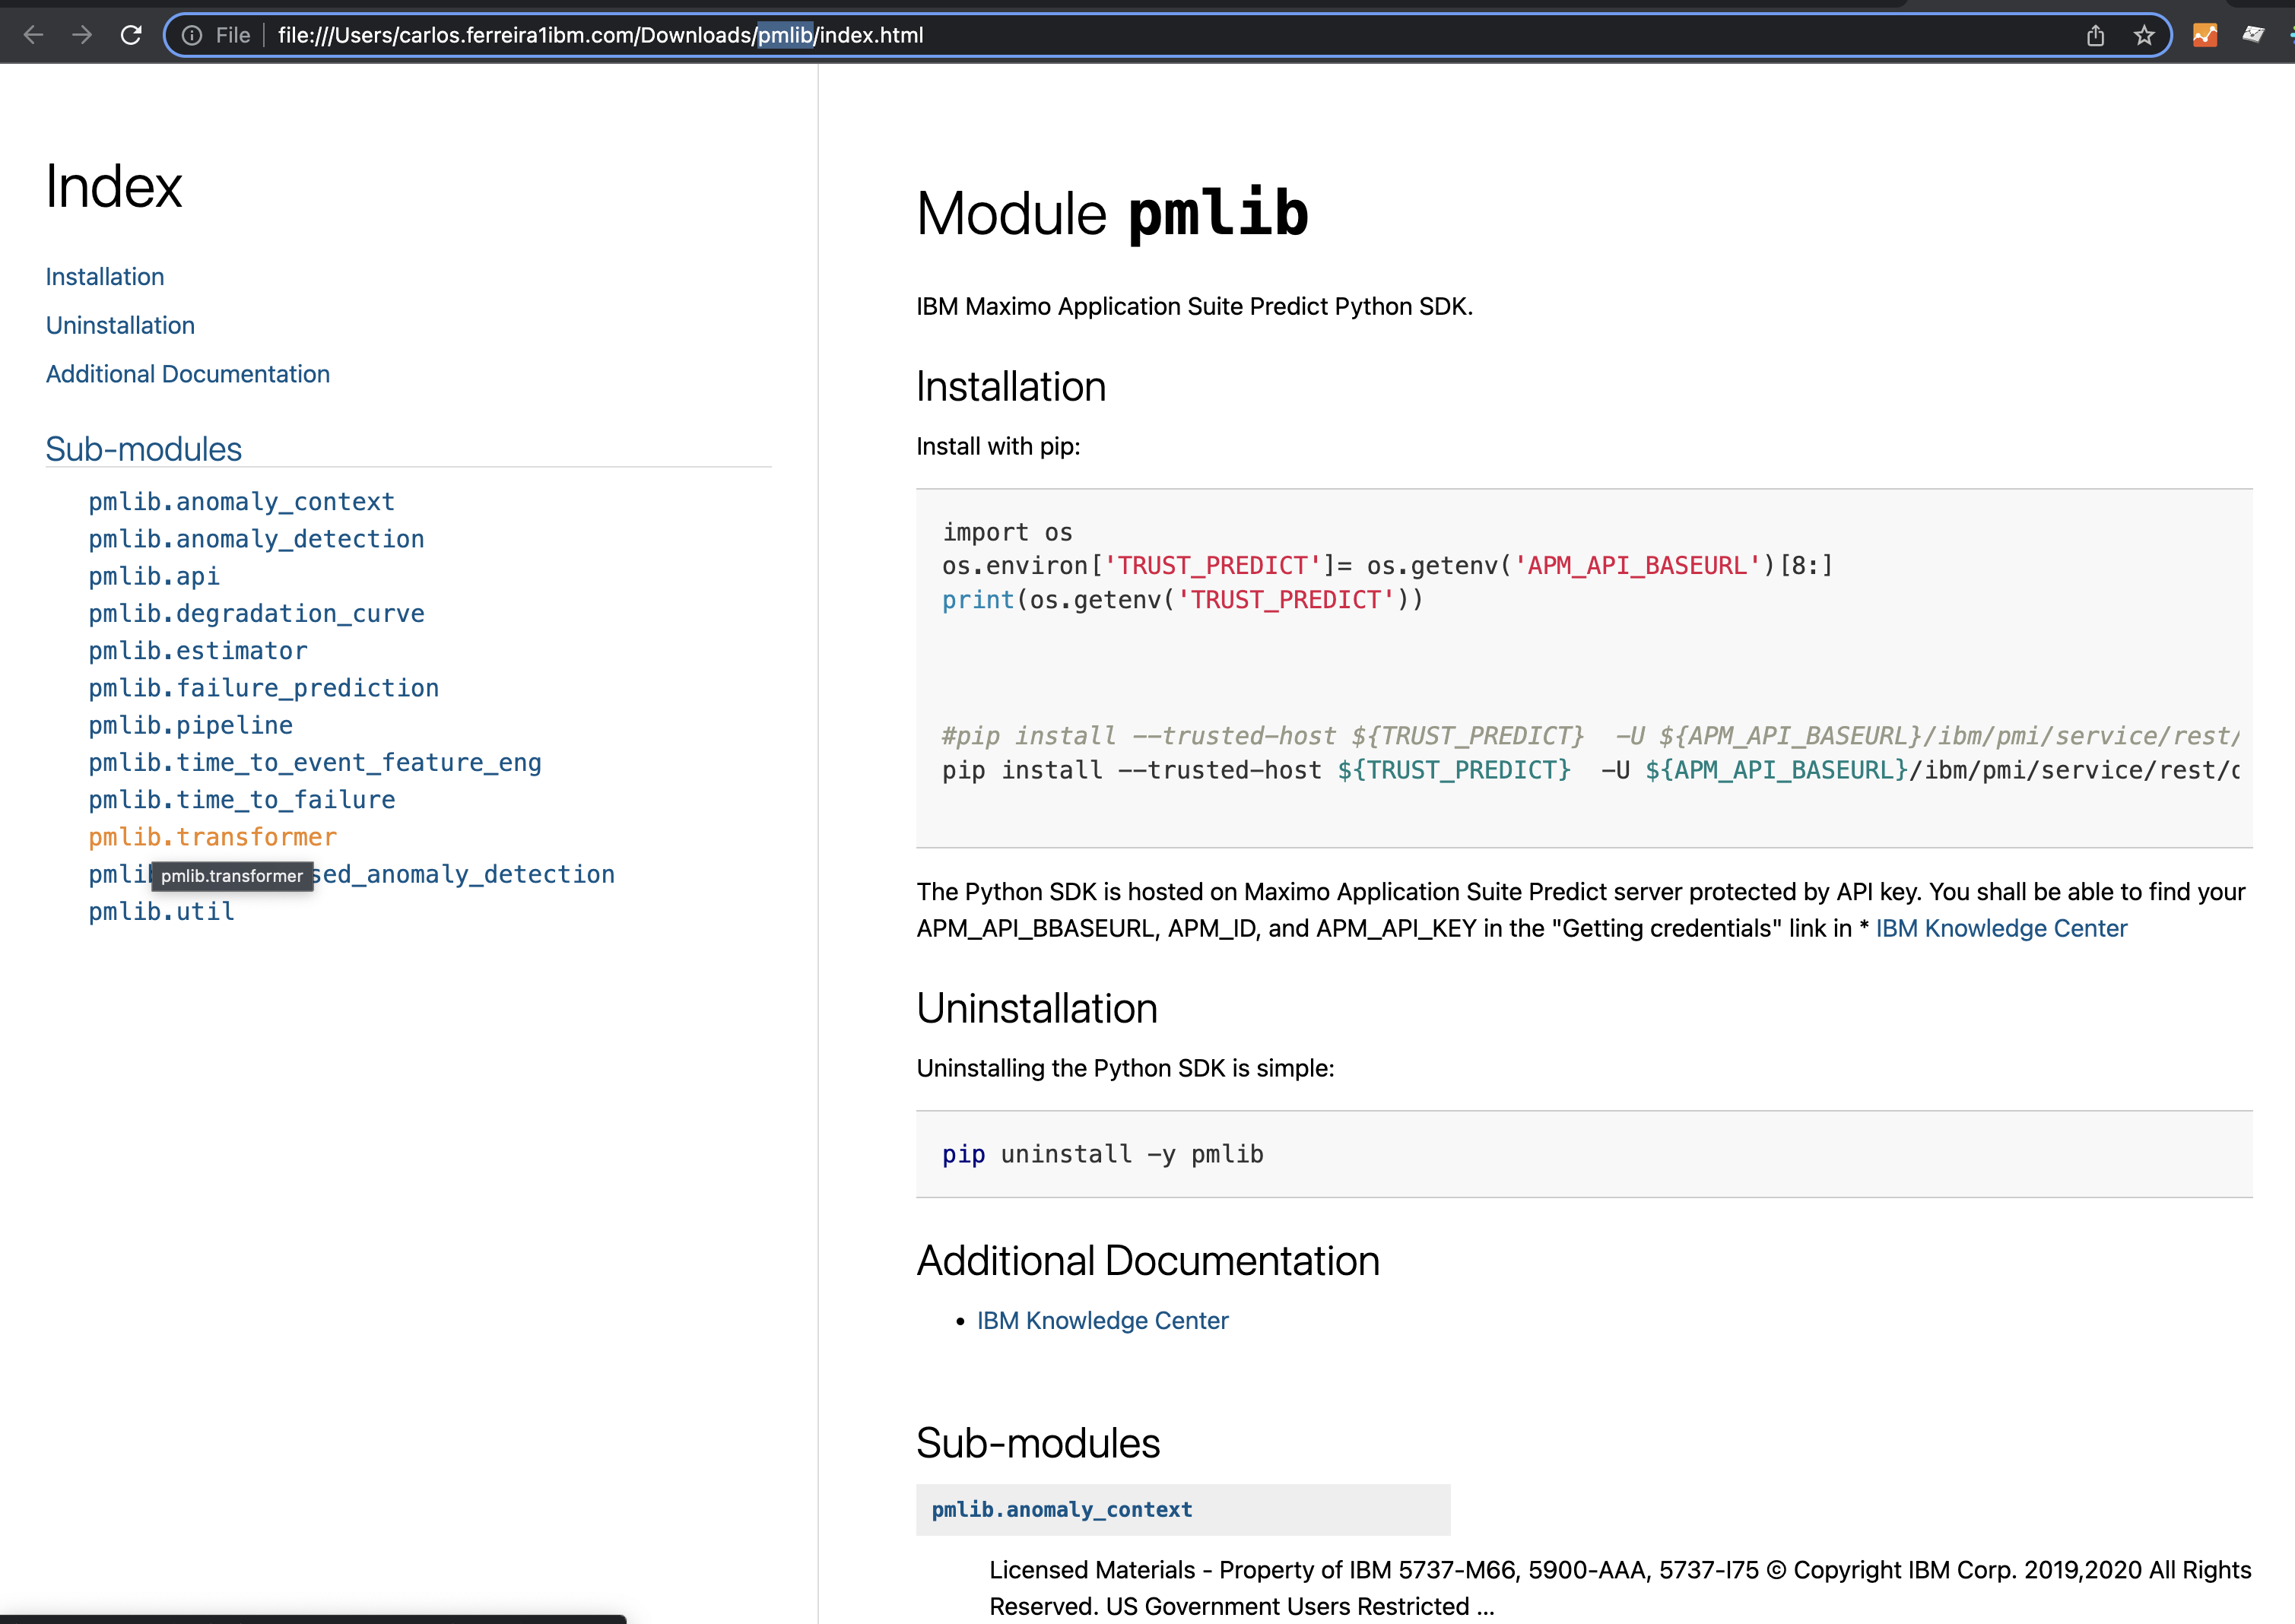 File file:///Users/carlos.ferreira1ibm.com/Downloads/pmlib/index.html
Index
Installation
Uninstallation
Additional Documentation
Sub-modules
pmlib.anomaly_context
pmlib.anomaly_detection
pmlib.api
pmlib.degradation_curve
pmlib.estimator
pmlib.failure_prediction
pmlib.pipeline
pmlib.time_to_event_feature_eng
pmlib.time_to_failure
pmlib.transformer
pmlib.transformer
sed_anomaly_detection
pmlib.util
Module pmlib
IBM Maximo Application Suite Predict Python SDK.
Installation
Install with pip:
import os
os.environ['TRUST_PREDICT']= os.getenv('APM_API_BASEURL')[8:]
print(os.getenv('TRUST_PREDICT'))
#pip install --trusted-host ${TRUST_PREDICT}  -U ${APM_API_BASEURL}/ibm/pmi/service/rest/
pip install --trusted-host ${TRUST_PREDICT}  -U ${APM_API_BASEURL}/ibm/pmi/service/rest/
The Python SDK is hosted on Maximo Application Suite Predict server protected by API key. You shall be able to find your
APM_API_BBASEURL, APM_ID, and APM_API_KEY in the "Getting credentials" link in * IBM Knowledge Center
Uninstallation
Uninstalling the Python SDK is simple:
pip uninstall -y pmlib
Additional Documentation
• IBM Knowledge Center
Sub-modules
pmlib.anomaly_context
Licensed Materials - Property of IBM 5737-M66, 5900-AAA, 5737-I75 © Copyright IBM Corp. 2019,2020 All Rights
Reserved. US Government Users Restricted ...